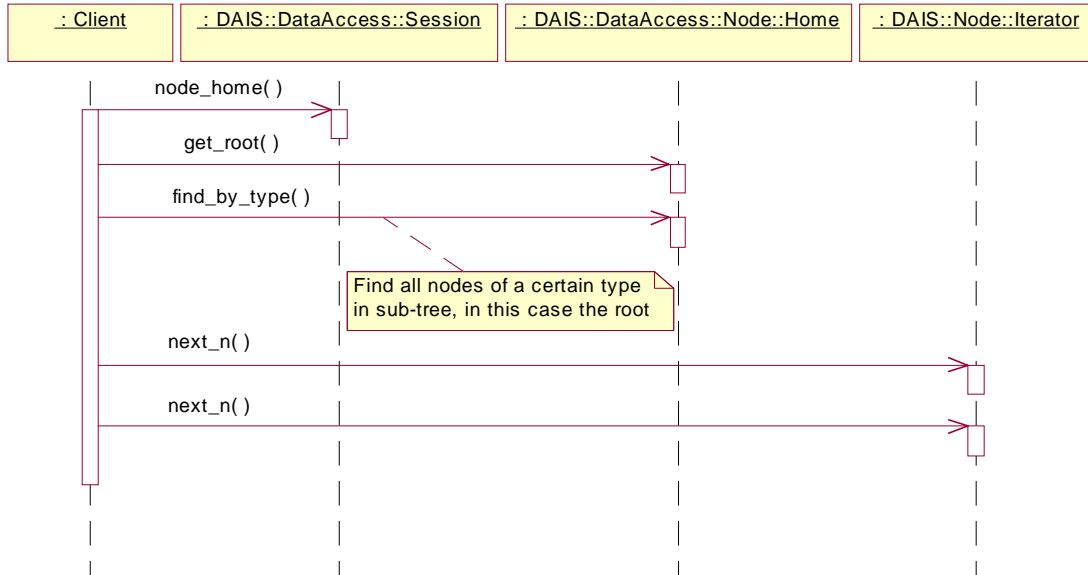 : Client
: DAIS::DataAccess::Session
: DAIS::DataAccess::Node::Home
: DAIS::Node::Iterator
node_home( )
get_root( )
find_by_type( )
Find all nodes of a certain type
in sub-tree, in this case the root
next_n( )
next_n( )